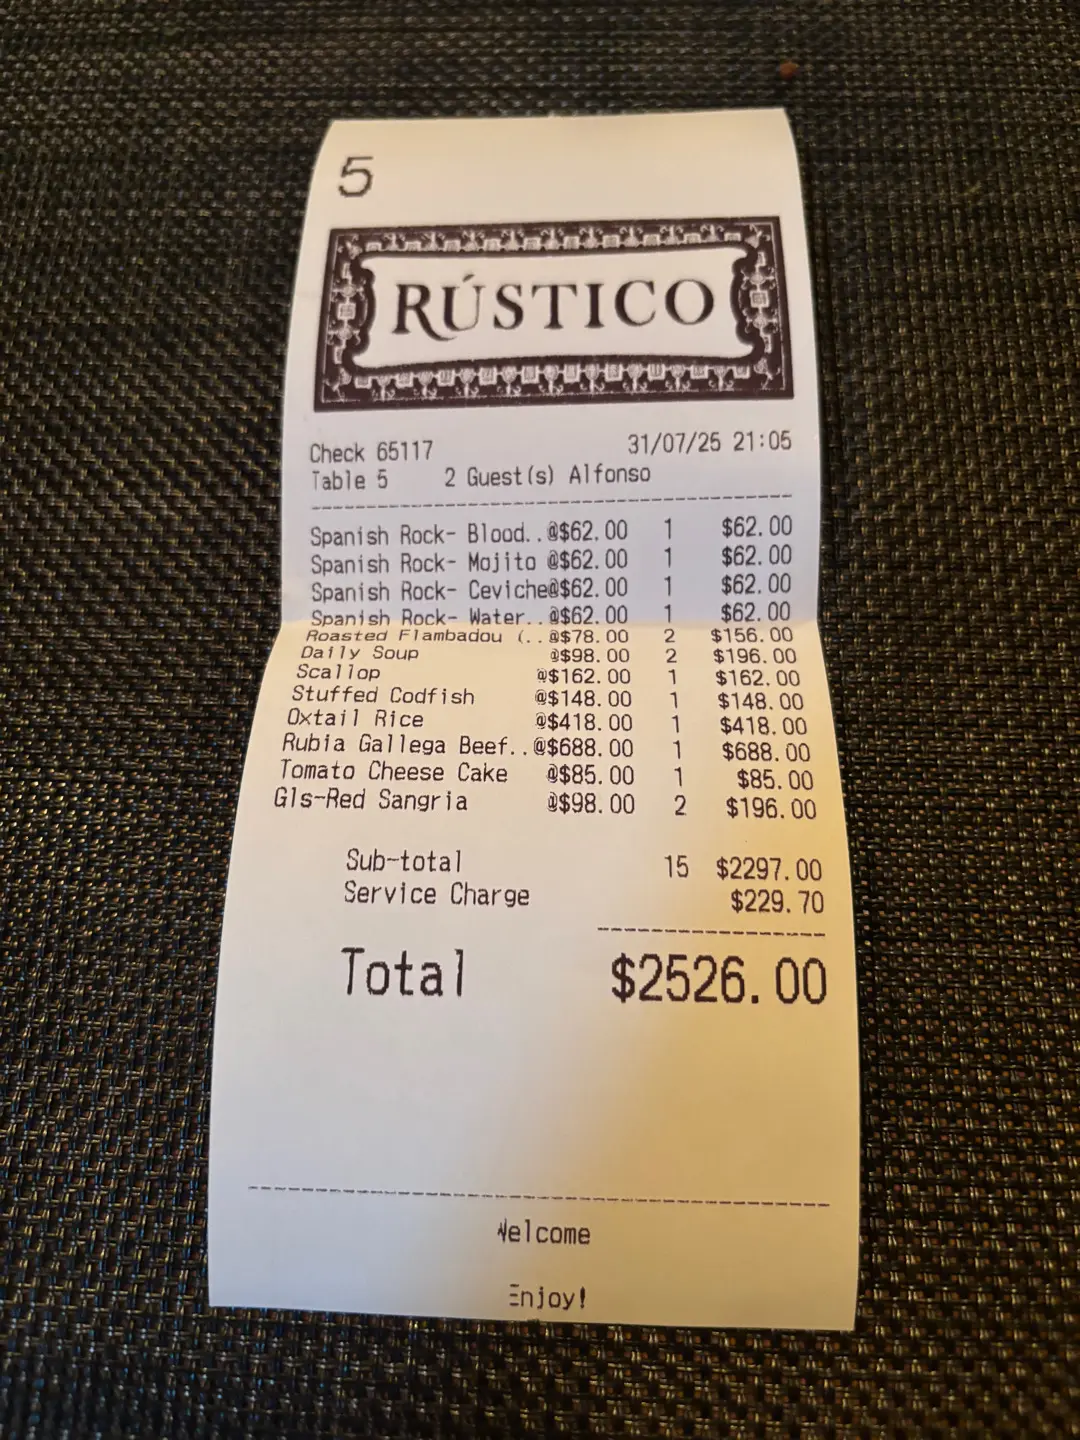 5
RÚSTICO
Check 65117 31/07/25 21:05
Table 5 2 Guest(s) Alfonso
Spanish Rock- Blood..@$62.00 1 $62.00
Spanish Rock- Mojito @$62.00 1 $62.00
Spanish Rock- Ceviche@$62.00 1 $62.00
Spanish Rock- Water..@$62.00 1 $62.00
Roasted Flambadou (..@$78.00 2 $156.00
Daily Soup @$98.00 2 $196.00
Scallop @$162.00 1 $162.00
Stuffed Codfish @$148.00 1 $148.00
Oxtail Rice @$418.00 1 $418.00
Rubia Gallega Beef..@$688.00 1 $688.00
Tomato Cheese Cake @$85.00 1 $85.00
Gls-Red Sangria @$98.00 2 $196.00
Sub-total 15 $2297.00
Service Charge $229.70
Total $2526.00
Welcome
Enjoy!